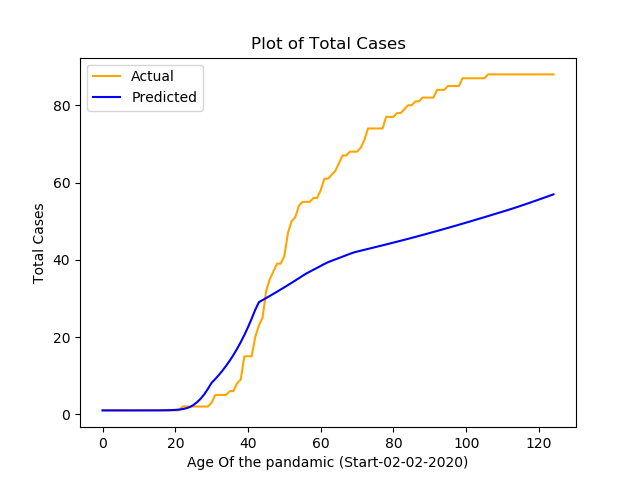 Plot of Total Cases
Actual
Predicted
80
60
40
20
0
Total Cases
0 20 40 60 80 100 120
Age Of the pandamic (Start-02-02-2020)